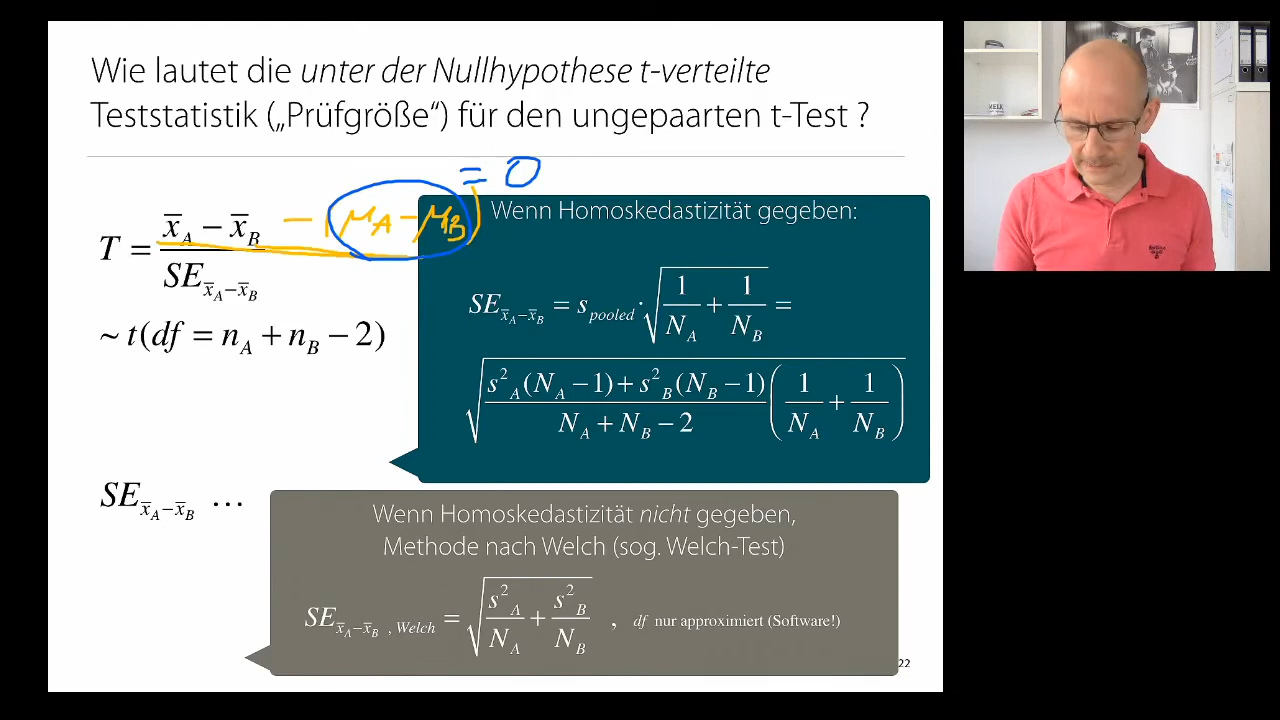 Wie lautet die unter der Nullhypothese t-verteilte
Teststatistik („Prüfgröße“) für den ungepaarten t-Test ?
= 0
T = (x̄_A − x̄_B) / SE_{x̄_A−x̄_B} − (μA − μB)
~ t(df = n_A + n_B − 2)
Wenn Homoskedastizität gegeben:
SE_{x̄_A−x̄_B} = s_pooled · √(1/N_A + 1/N_B) =
√((s²_A(N_A − 1) + s²_B(N_B − 1)) / (N_A + N_B − 2) (1/N_A + 1/N_B))
SE_{x̄_A−x̄_B} …
Wenn Homoskedastizität nicht gegeben,
Methode nach Welch (sog. Welch-Test)
SE_{x̄_A−x̄_B , Welch} = √(s²_A/N_A + s²_B/N_B) , df nur approximiert (Software!)
22